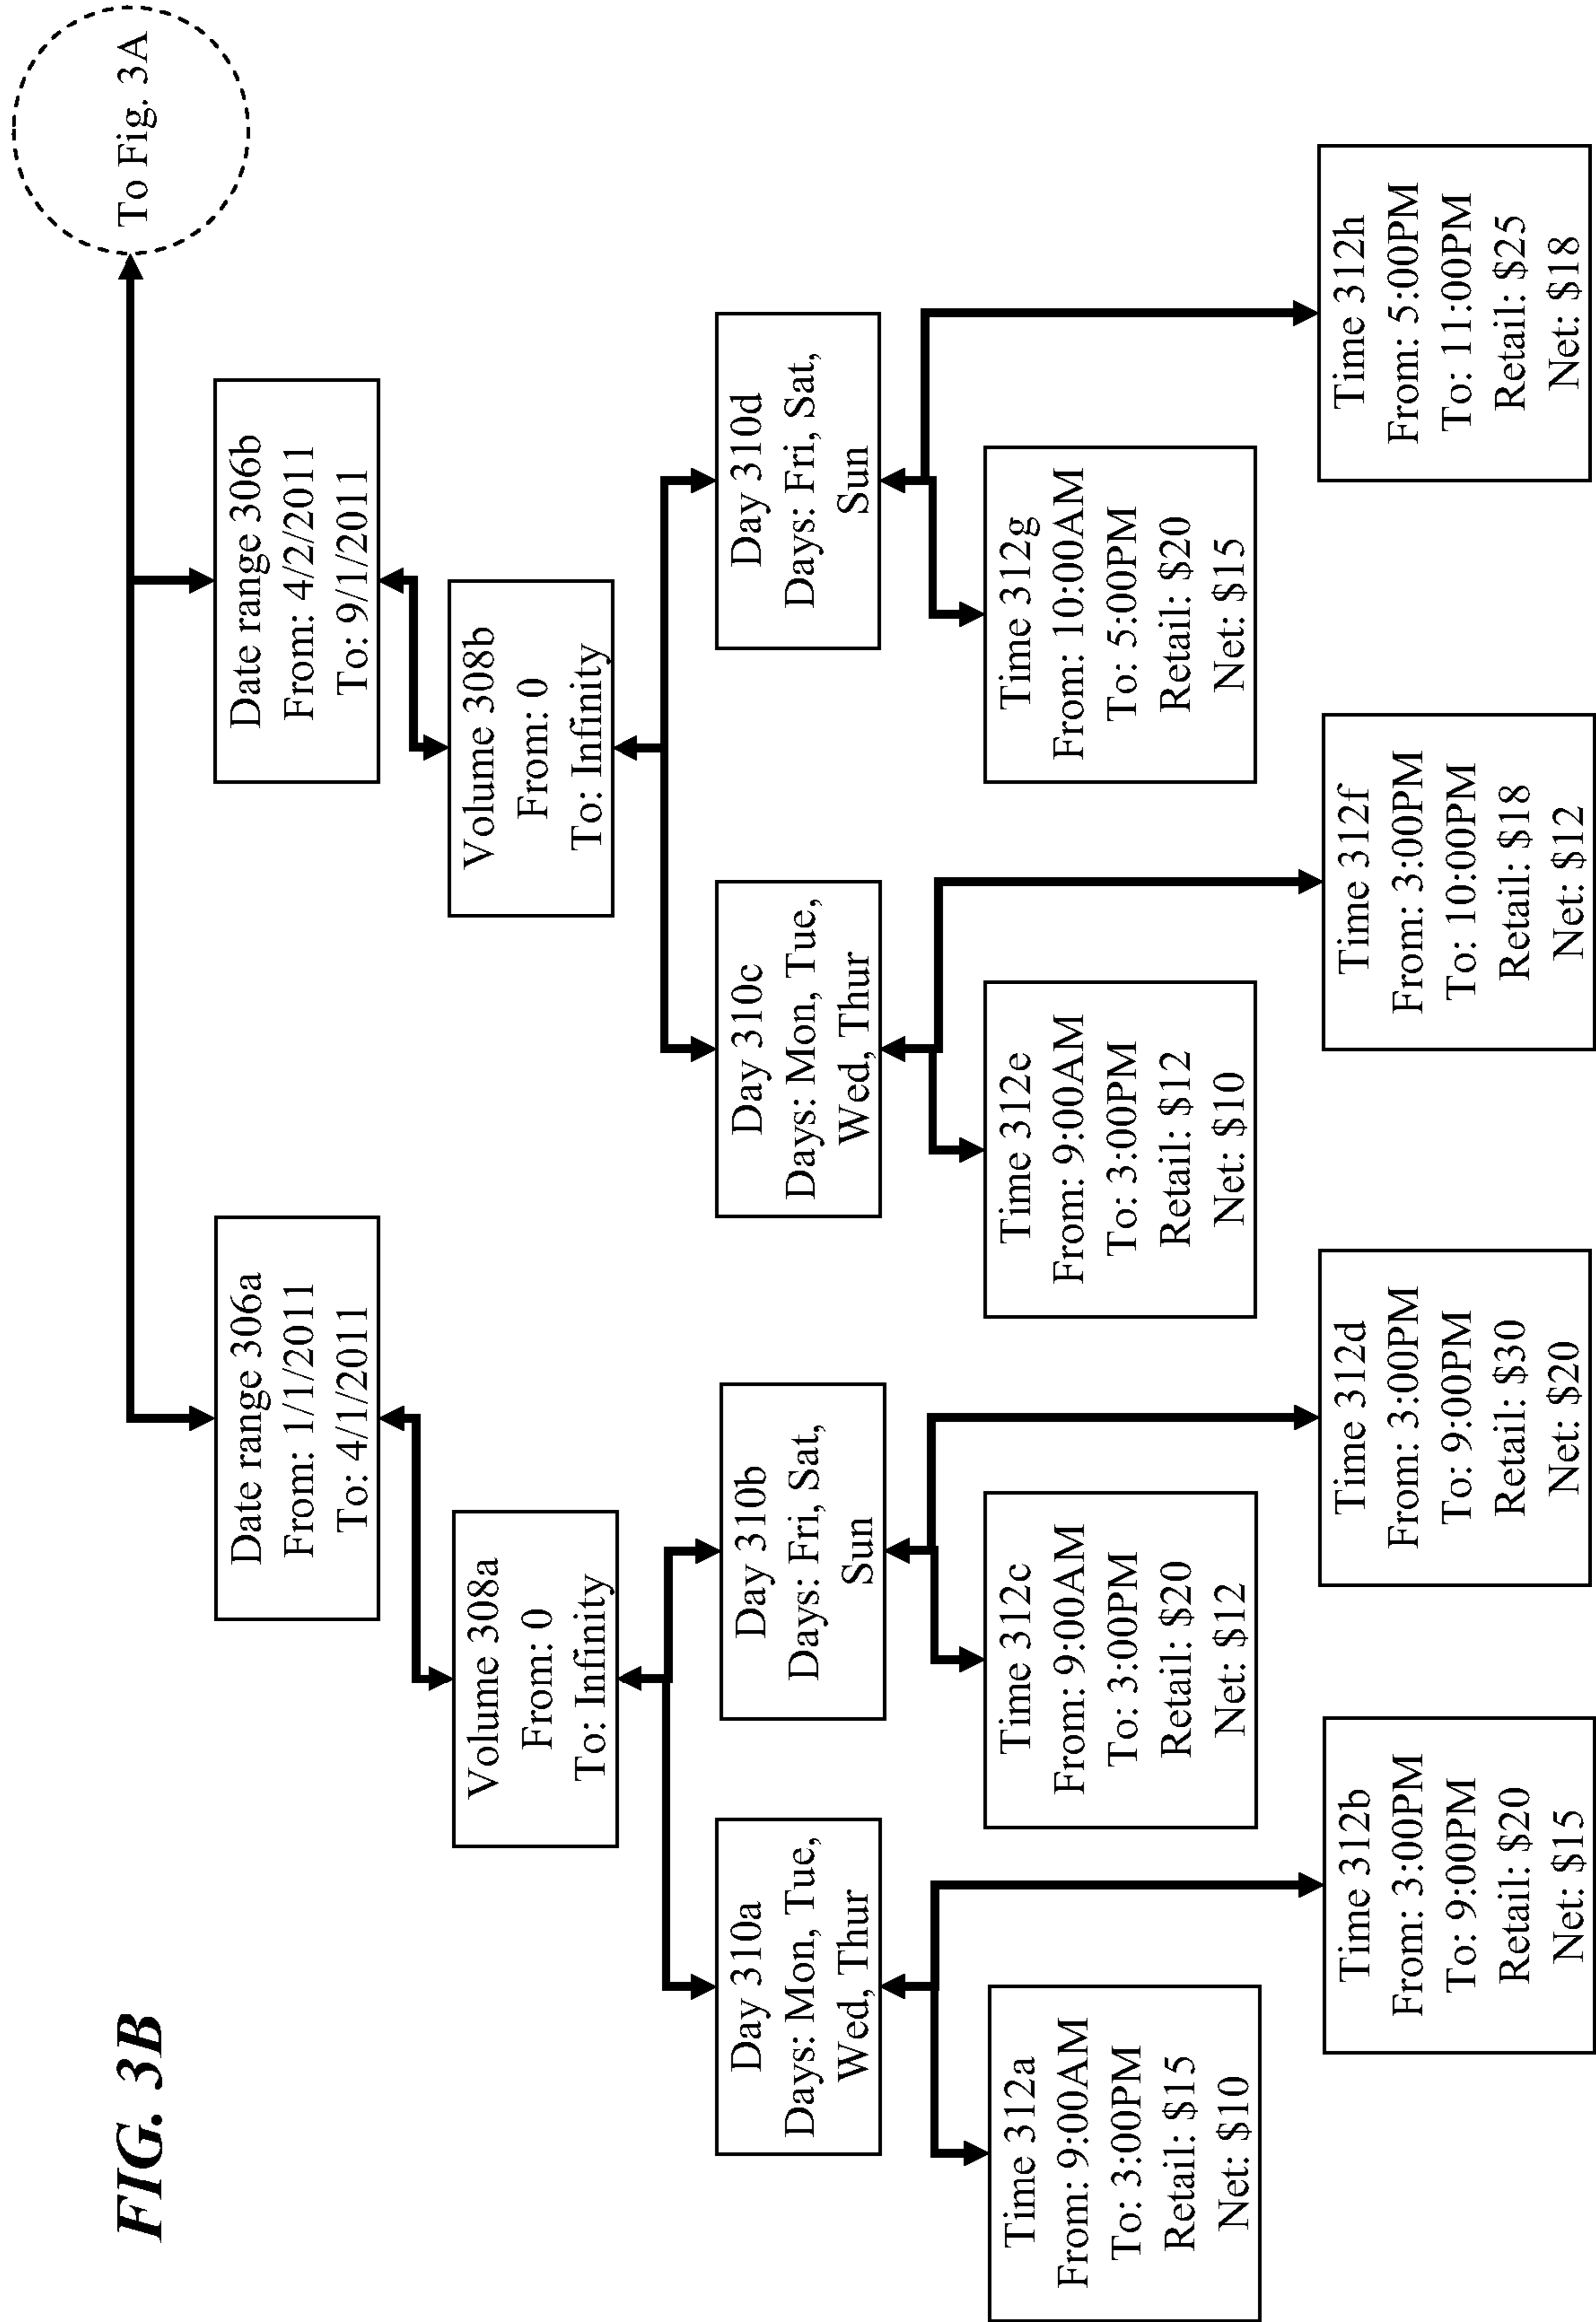 FIG. 3B
To Fig. 3A
Date range 306a
From: 1/1/2011
To: 4/1/2011
Date range 306b
From: 4/2/2011
To: 9/1/2011
Volume 308a
From: 0
To: Infinity
Volume 308b
From: 0
To: Infinity
Day 310a
Days: Mon, Tue,
Wed, Thur
Day 310b
Days: Fri, Sat,
Sun
Day 310c
Days: Mon, Tue,
Wed, Thur
Day 310d
Days: Fri, Sat,
Sun
Time 312a
From: 9:00AM
To: 3:00PM
Retail: $15
Net: $10
Time 312c
From: 9:00AM
To: 3:00PM
Retail: $20
Net: $12
Time 312e
From: 9:00AM
To: 3:00PM
Retail: $12
Net: $10
Time 312g
From: 10:00AM
To: 5:00PM
Retail: $20
Net: $15
Time 312b
From: 3:00PM
To: 9:00PM
Retail: $20
Net: $15
Time 312d
From: 3:00PM
To: 9:00PM
Retail: $30
Net: $20
Time 312f
From: 3:00PM
To: 10:00PM
Retail: $18
Net: $12
Time 312h
From: 5:00PM
To: 11:00PM
Retail: $25
Net: $18